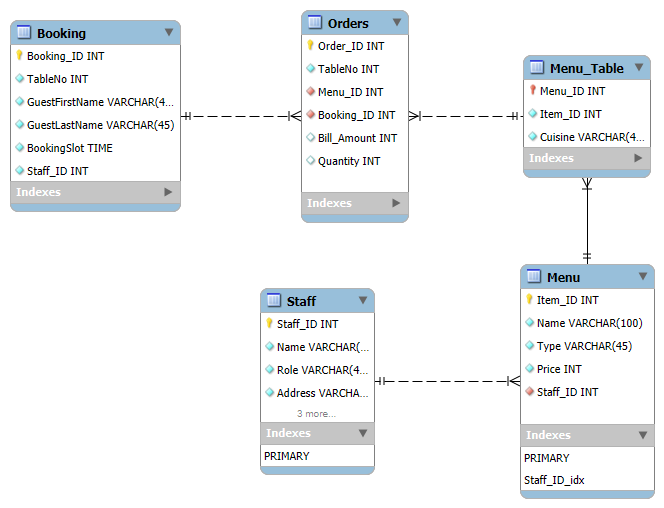 Booking
Booking_ID INT
TableNo INT
GuestFirstName VARCHAR(4...
GuestLastName VARCHAR(45)
BookingSlot TIME
Staff_ID INT
Indexes
Orders
Order_ID INT
TableNo INT
Menu_ID INT
Booking_ID INT
Bill_Amount INT
Quantity INT
Indexes
Menu_Table
Menu_ID INT
Item_ID INT
Cuisine VARCHAR(4...
Indexes
Staff
Staff_ID INT
Name VARCHAR(...
Role VARCHAR(4...
Address VARCHA...
3 more...
Indexes
PRIMARY
Menu
Item_ID INT
Name VARCHAR(100)
Type VARCHAR(45)
Price INT
Staff_ID INT
Indexes
PRIMARY
Staff_ID_idx